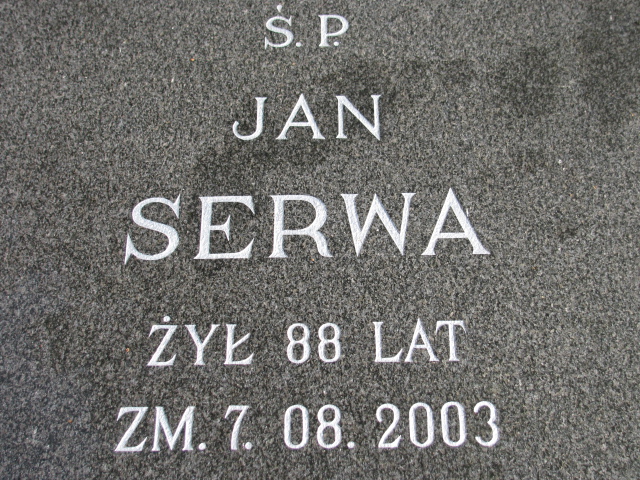 Ś.P.
JAN
SERWA
ŻYŁ 88 LAT
ZM. 7. 08. 2003